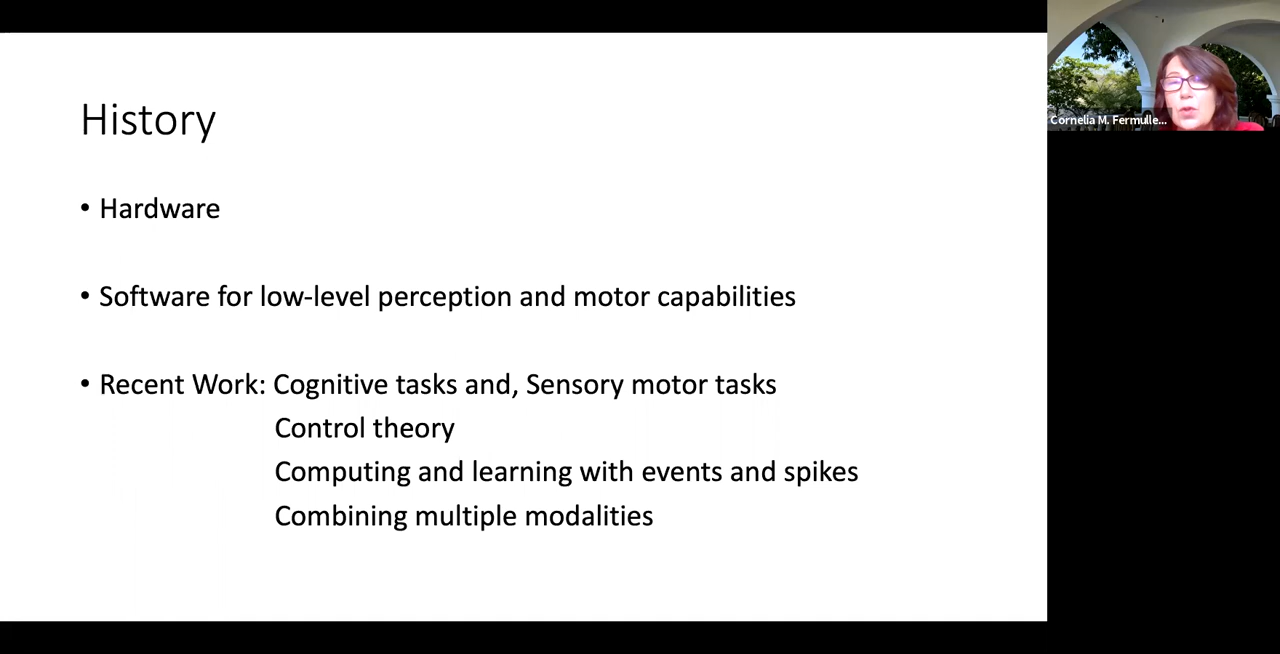 History
• Hardware
• Software for low-level perception and motor capabilities
• Recent Work: Cognitive tasks and, Sensory motor tasks
Control theory
Computing and learning with events and spikes
Combining multiple modalities
Cornelia M. Fermulle...